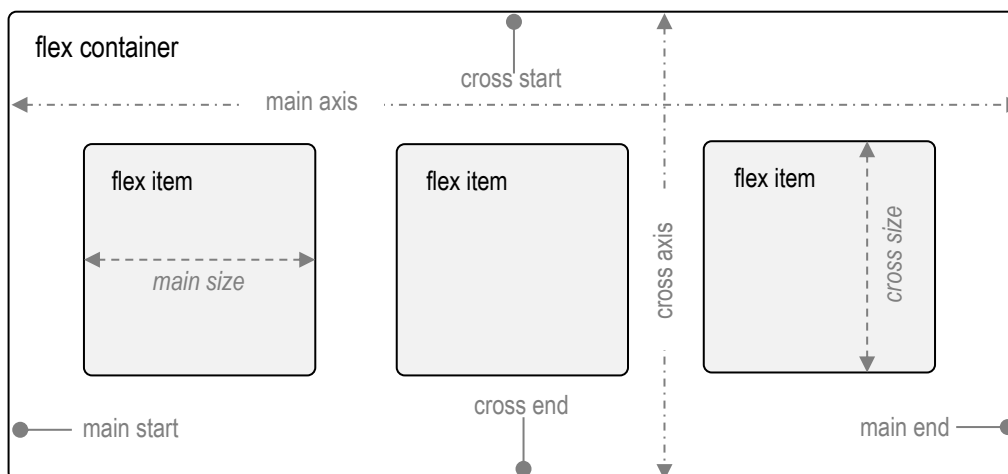 flex container
cross start
main axis
flex item
flex item
flex item
main size
cross axis
cross size
cross end
main start
main end